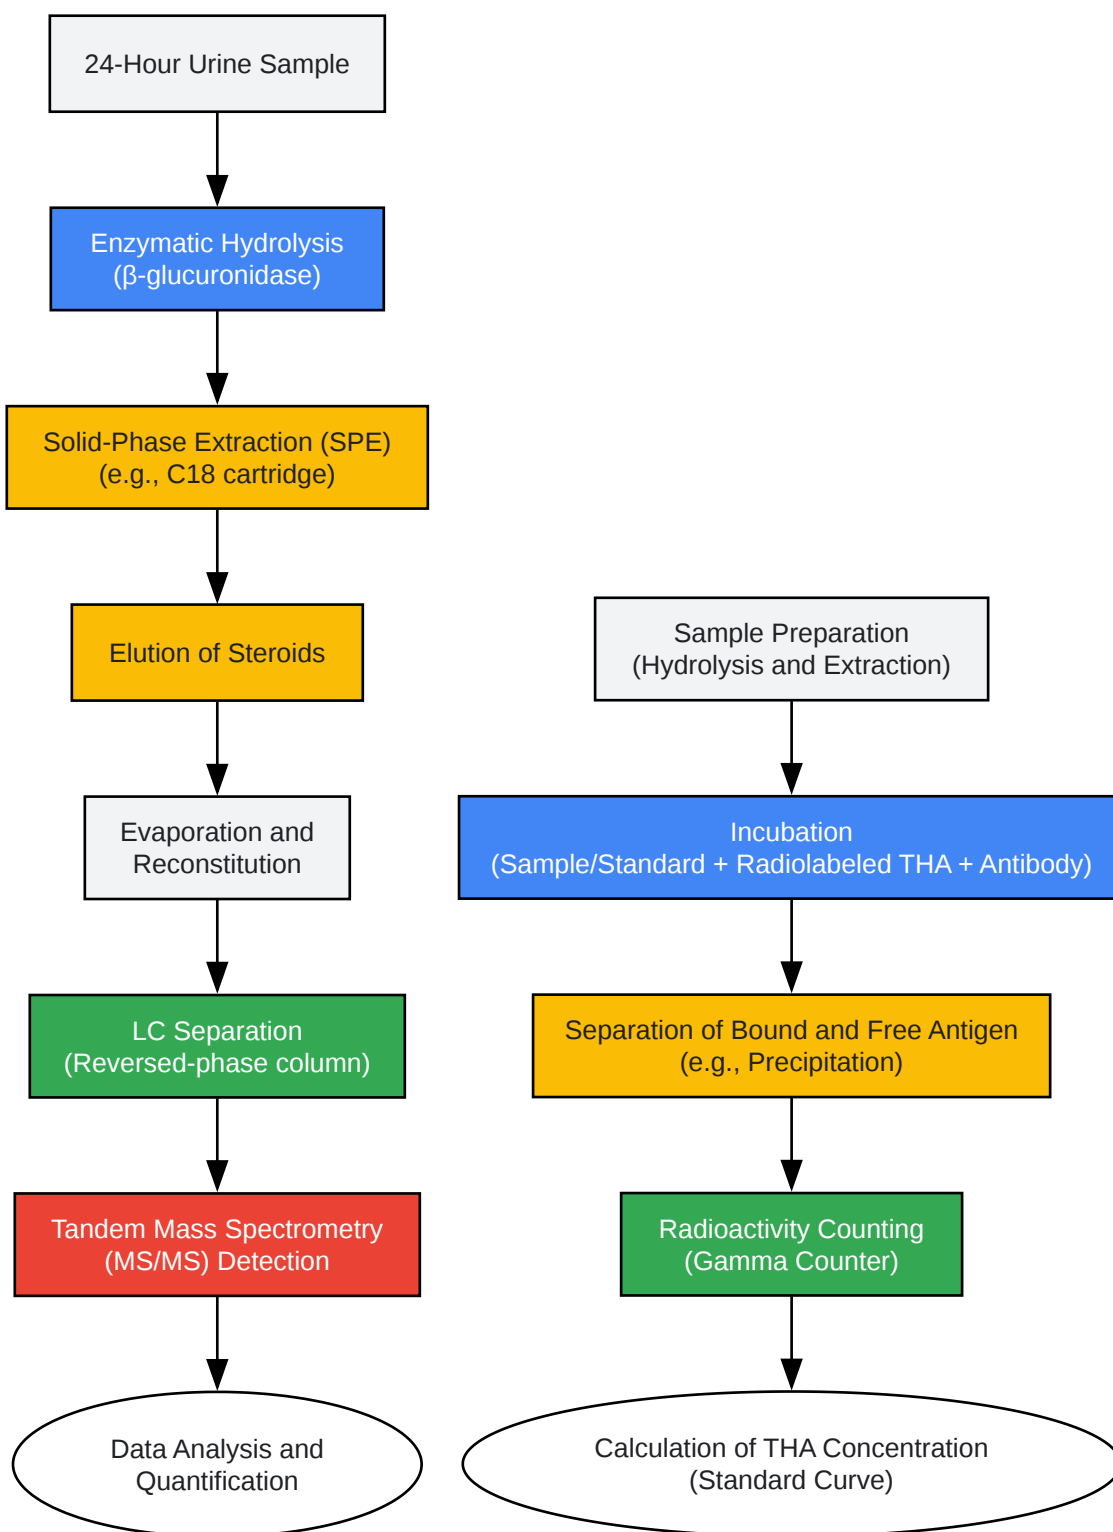 24-Hour Urine Sample
Enzymatic Hydrolysis
(β-glucuronidase)
Solid-Phase Extraction (SPE)
(e.g., C18 cartridge)
Elution of Steroids
Evaporation and
Reconstitution
LC Separation
(Reversed-phase column)
Tandem Mass Spectrometry
(MS/MS) Detection
Data Analysis and
Quantification
Sample Preparation
(Hydrolysis and Extraction)
Incubation
(Sample/Standard + Radiolabeled THA + Antibody)
Separation of Bound and Free Antigen
(e.g., Precipitation)
Radioactivity Counting
(Gamma Counter)
Calculation of THA Concentration
(Standard Curve)